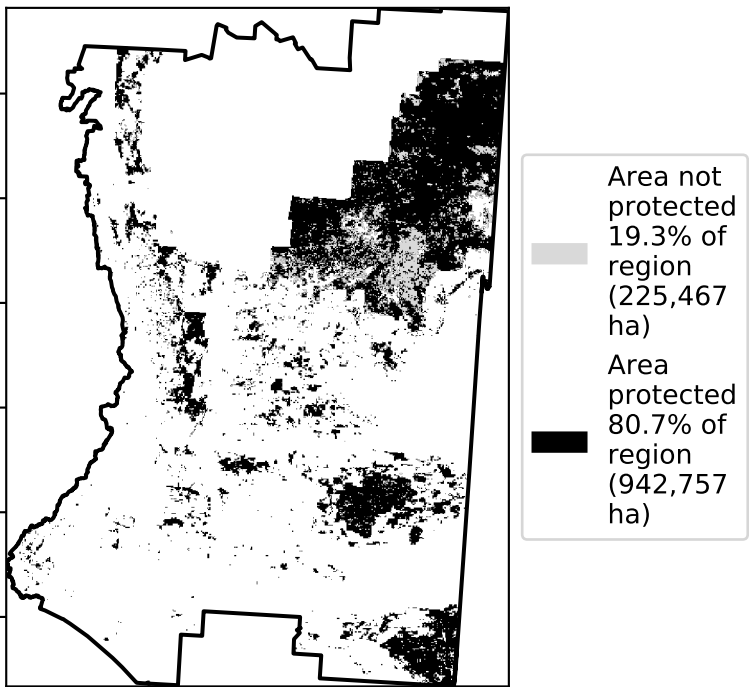 Area not
protected
19.3% of
region
(225,467
ha)
Area
protected
80.7% of
region
(942,757
ha)